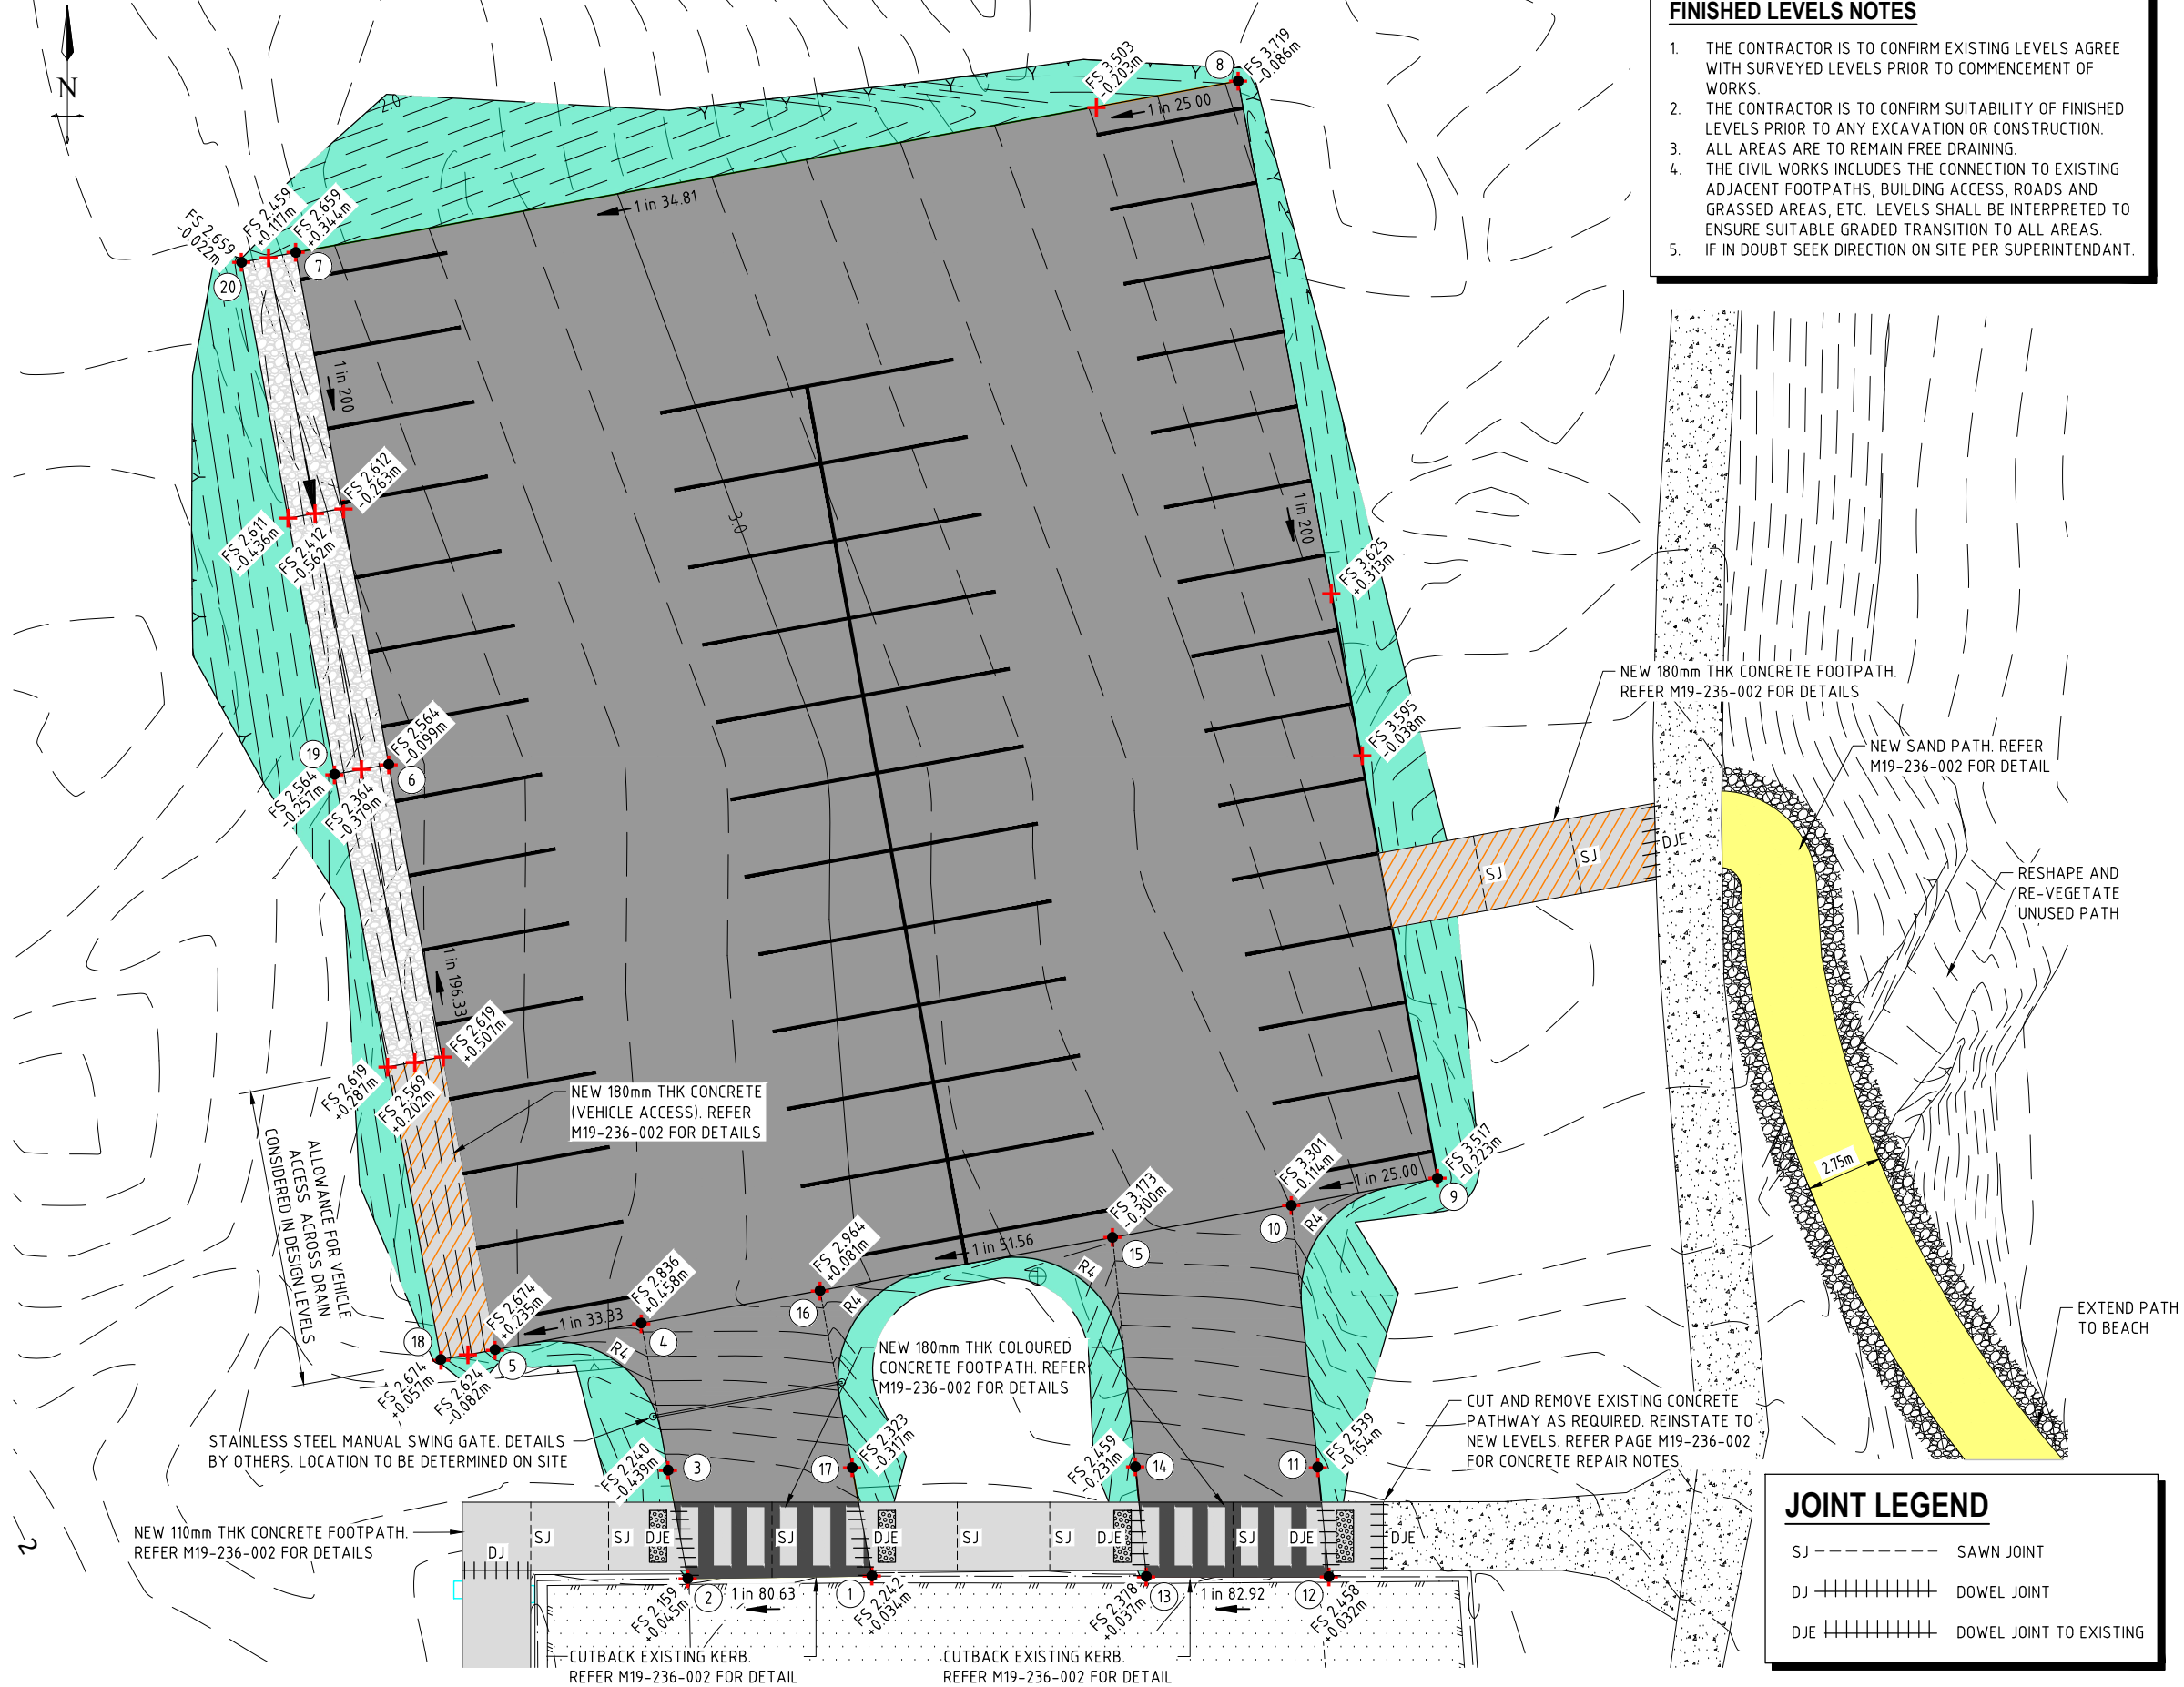 FINISHED LEVELS NOTES
1. THE CONTRACTOR IS TO CONFIRM EXISTING LEVELS AGREE
WITH SURVEYED LEVELS PRIOR TO COMMENCEMENT OF
WORKS.
2. THE CONTRACTOR IS TO CONFIRM SUITABILITY OF FINISHED
LEVELS PRIOR TO ANY EXCAVATION OR CONSTRUCTION.
3. ALL AREAS ARE TO REMAIN FREE DRAINING.
4. THE CIVIL WORKS INCLUDES THE CONNECTION TO EXISTING
ADJACENT FOOTPATHS, BUILDING ACCESS, ROADS AND
GRASSED AREAS, ETC. LEVELS SHALL BE INTERPRETED TO
ENSURE SUITABLE GRADED TRANSITION TO ALL AREAS.
5. IF IN DOUBT SEEK DIRECTION ON SITE PER SUPERINTENDANT.
N
2.0
FS 3.503
-0.203m
8
FS 3.719
-0.086m
1 in 25.00
1 in 34.81
FS 2.659
-0.022m
FS 2.459
+0.117m
FS 2.659
+0.344m
20
7
1 in 200
FS 2.612
-0.263m
FS 2.611
-0.436m
FS 2.412
-0.562m
3.0
1 in 200
FS 3.625
+0.313m
FS 3.595
-0.038m
NEW 180mm THK CONCRETE FOOTPATH.
REFER M19-236-002 FOR DETAILS
NEW SAND PATH. REFER
M19-236-002 FOR DETAIL
19
FS 2.564
-0.099m
6
FS 2.564
-0.257m
FS 2.364
-0.379m
SJ
SJ
DJE
RESHAPE AND
RE-VEGETATE
UNUSED PATH
1 in 196.33
FS 2.619
+0.507m
FS 2.619
+0.287m
FS 2.569
+0.202m
NEW 180mm THK CONCRETE
(VEHICLE ACCESS). REFER
M19-236-002 FOR DETAILS
ALLOWANCE FOR VEHICLE
ACCESS ACROSS DRAIN
CONSIDERED IN DESIGN LEVELS
2.75m
FS 3.517
-0.223m
9
1 in 25.00
FS 3.301
-0.114m
10
R4
FS 3.173
-0.300m
15
1 in 51.56
R4
FS 2.964
+0.081m
16
R4
FS 2.836
+0.458m
4
1 in 33.33
R4
FS 2.674
+0.235m
5
18
FS 2.674
+0.057m
FS 2.624
-0.082m
EXTEND PATH
TO BEACH
NEW 180mm THK COLOURED
CONCRETE FOOTPATH. REFER
M19-236-002 FOR DETAILS
CUT AND REMOVE EXISTING CONCRETE
PATHWAY AS REQUIRED. REINSTATE TO
NEW LEVELS. REFER PAGE M19-236-002
FOR CONCRETE REPAIR NOTES.
STAINLESS STEEL MANUAL SWING GATE. DETAILS
BY OTHERS. LOCATION TO BE DETERMINED ON SITE
FS 2.240
-0.439m
3
17
FS 2.323
-0.317m
FS 2.459
-0.231m
14
11
FS 2.539
-0.154m
NEW 110mm THK CONCRETE FOOTPATH.
REFER M19-236-002 FOR DETAILS
2
DJ
SJ
SJ
DJE
SJ
DJE
SJ
SJ
DJE
SJ
DJE
DJE
FS 2.159
+0.045m
2
1 in 80.63
1
FS 2.242
+0.034m
FS 2.378
+0.037m
13
1 in 82.92
12
FS 2.458
+0.032m
CUTBACK EXISTING KERB.
REFER M19-236-002 FOR DETAIL
CUTBACK EXISTING KERB.
REFER M19-236-002 FOR DETAIL
JOINT LEGEND
SJ SAWN JOINT
DJ DOWEL JOINT
DJE DOWEL JOINT TO EXISTING